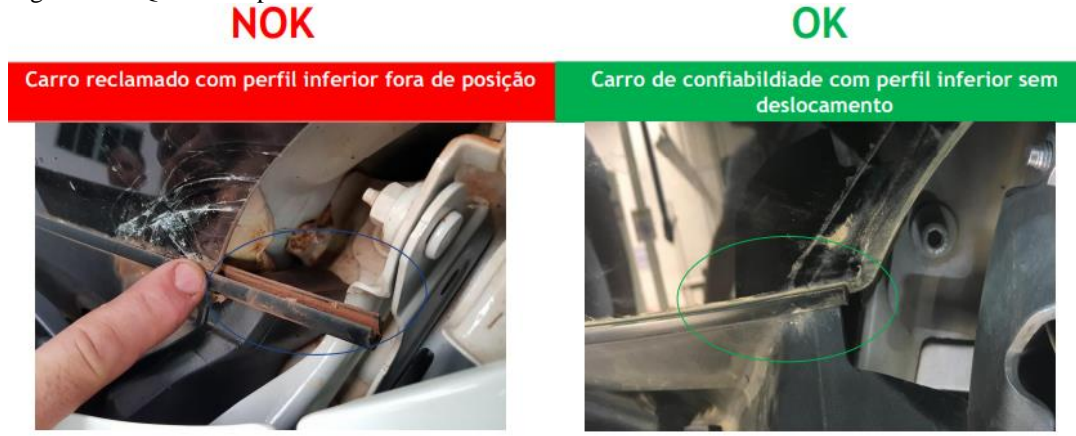 NOK
OK
Carro reclamado com perfil inferior fora de posição
Carro de confiabildiade com perfil inferior sem
deslocamento